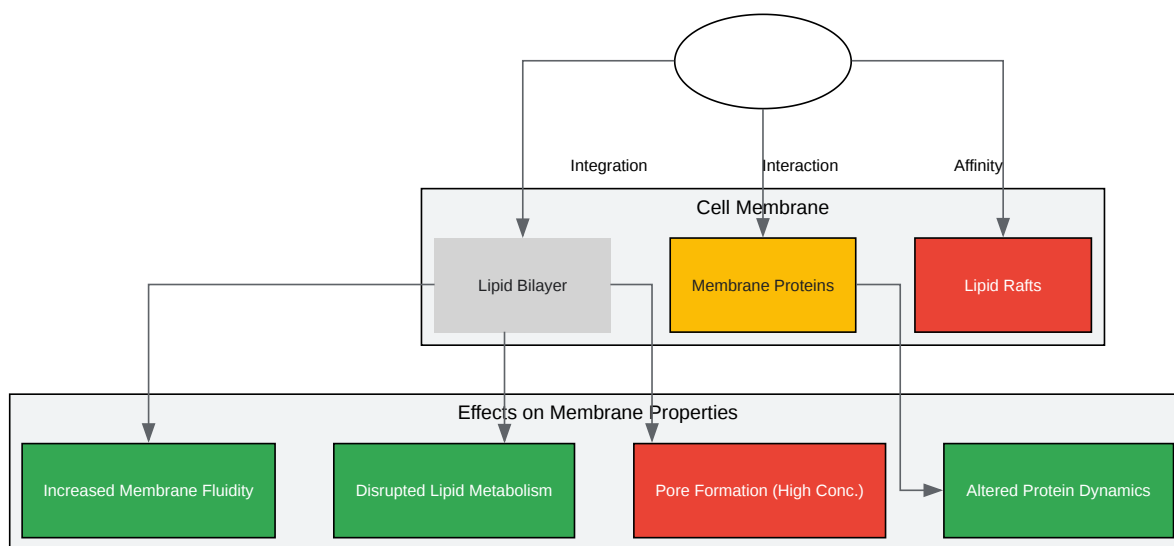 Integration
Interaction
Affinity
Cell Membrane
Lipid Bilayer
Membrane Proteins
Lipid Rafts
Effects on Membrane Properties
Increased Membrane Fluidity
Disrupted Lipid Metabolism
Pore Formation (High Conc.)
Altered Protein Dynamics